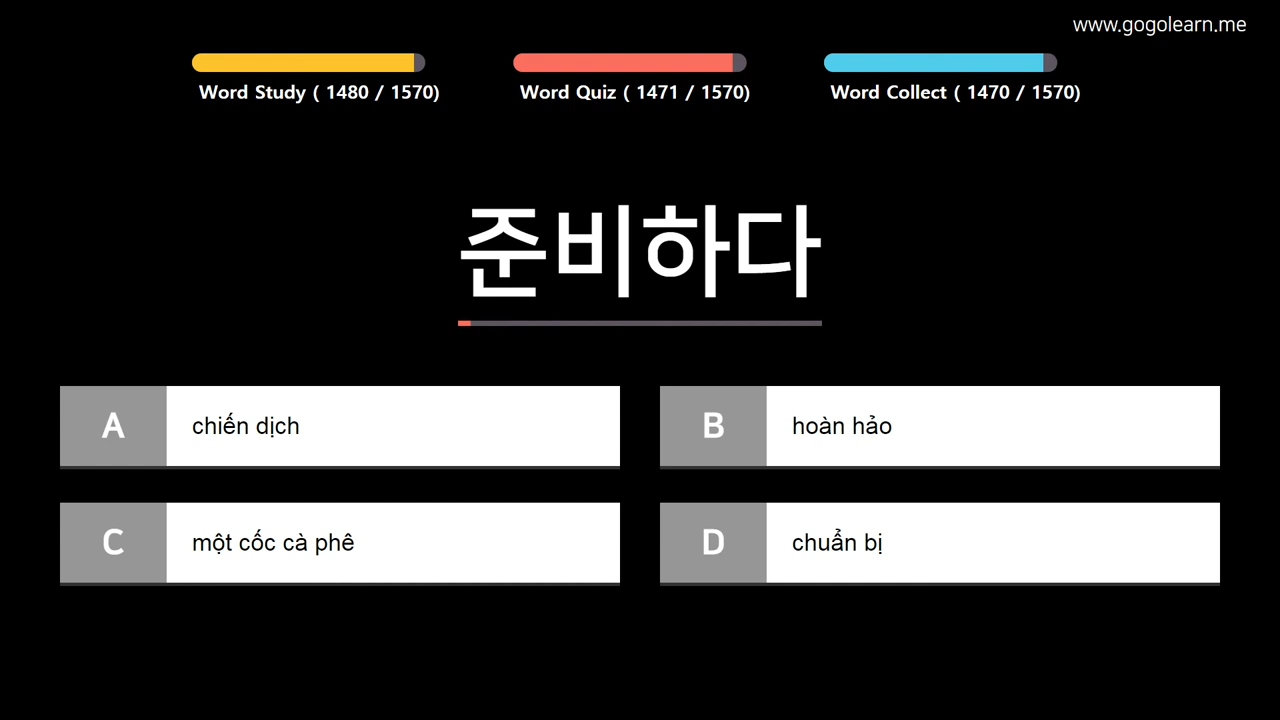 www.gogolearn.me
Word Study ( 1480 / 1570)
Word Quiz ( 1471 / 1570)
Word Collect ( 1470 / 1570)
준비하다
A chiến dịch
B hoàn hảo
C một cốc cà phê
D chuẩn bị